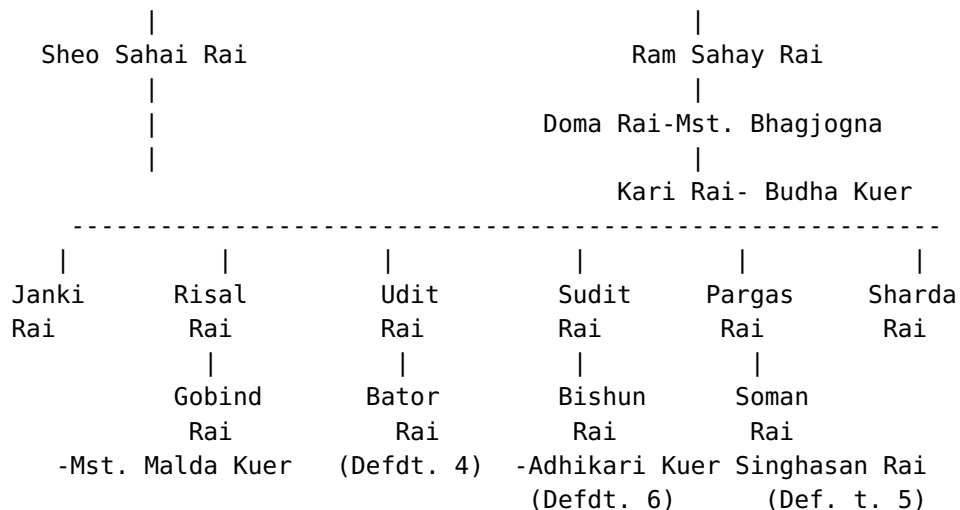 Sheo Sahai Rai Ram Sahay Rai
Doma Rai-Mst. Bhagjogna
Kari Rai- Budha Kuer
Janki Risal Udit Sudit Pargas Sharda
Rai Rai Rai Rai Rai Rai
Gobind Bator Bishun Soman
Rai Rai Rai Rai
-Mst. Malda Kuer (Defdt. 4) -Adhikari Kuer Singhasan Rai
(Defdt. 6) (Def. t. 5)